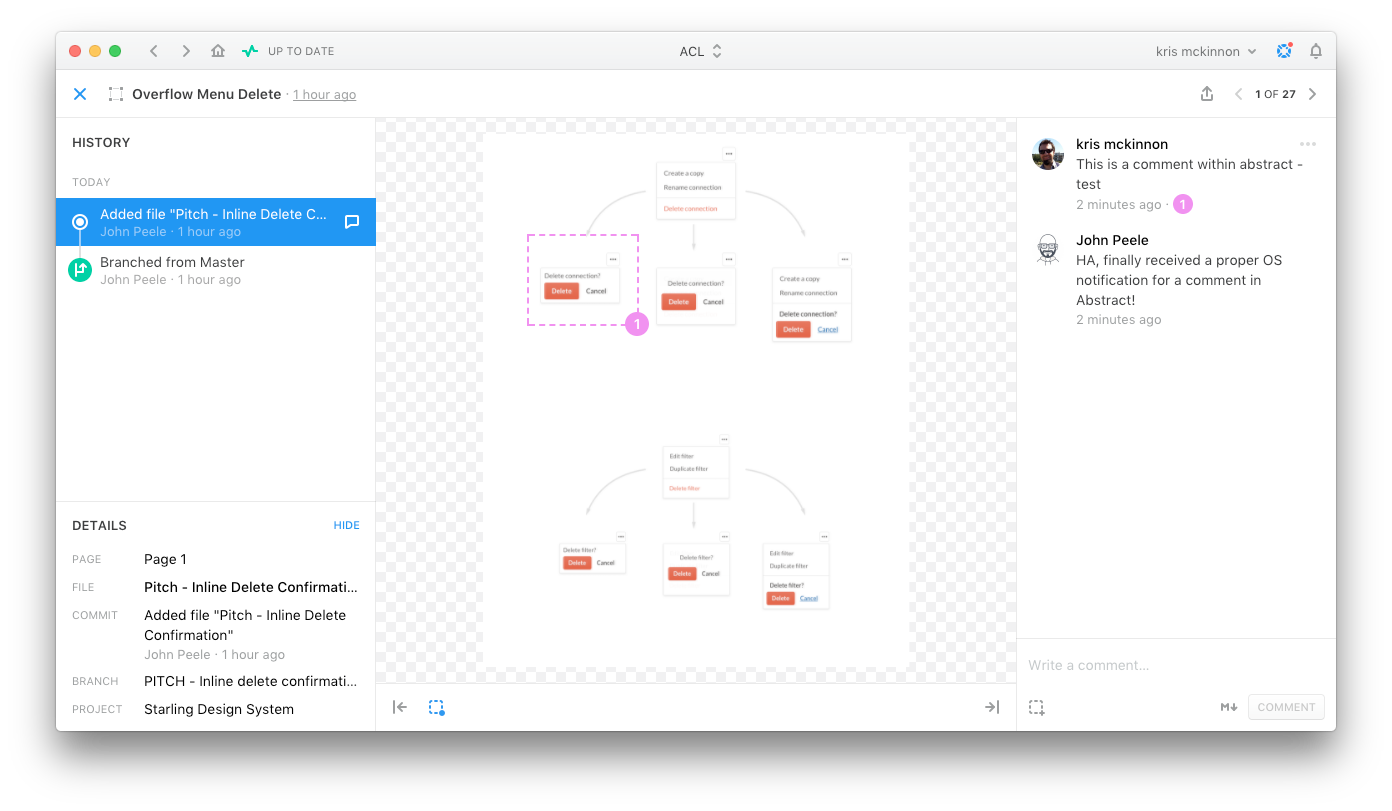 UP TO DATE
ACL
kris mckinnon
Overflow Menu Delete · 1 hour ago
1 OF 27
HISTORY
TODAY
Added file "Pitch - Inline Delete C...
John Peele · 1 hour ago
Branched from Master
John Peele · 1 hour ago
DETAILS
HIDE
PAGE Page 1
FILE Pitch - Inline Delete Confirmati...
COMMIT Added file "Pitch - Inline Delete
Confirmation"
John Peele · 1 hour ago
BRANCH PITCH - Inline delete confirmati...
PROJECT Starling Design System
Create a copy
Rename connection
Delete connection
Delete connection?
Delete Cancel
1
Delete connection?
Delete Cancel
Create a copy
Rename connection
Delete connection?
Delete Cancel
Edit filter
Duplicate filter
Delete filter
Delete filter?
Delete Cancel
Delete filter?
Delete Cancel
Edit filter
Duplicate filter
Delete filter?
Delete Cancel
kris mckinnon
This is a comment within abstract -
test
2 minutes ago · 1
John Peele
HA, finally received a proper OS
notification for a comment in
Abstract!
2 minutes ago
Write a comment...
M↓
COMMENT